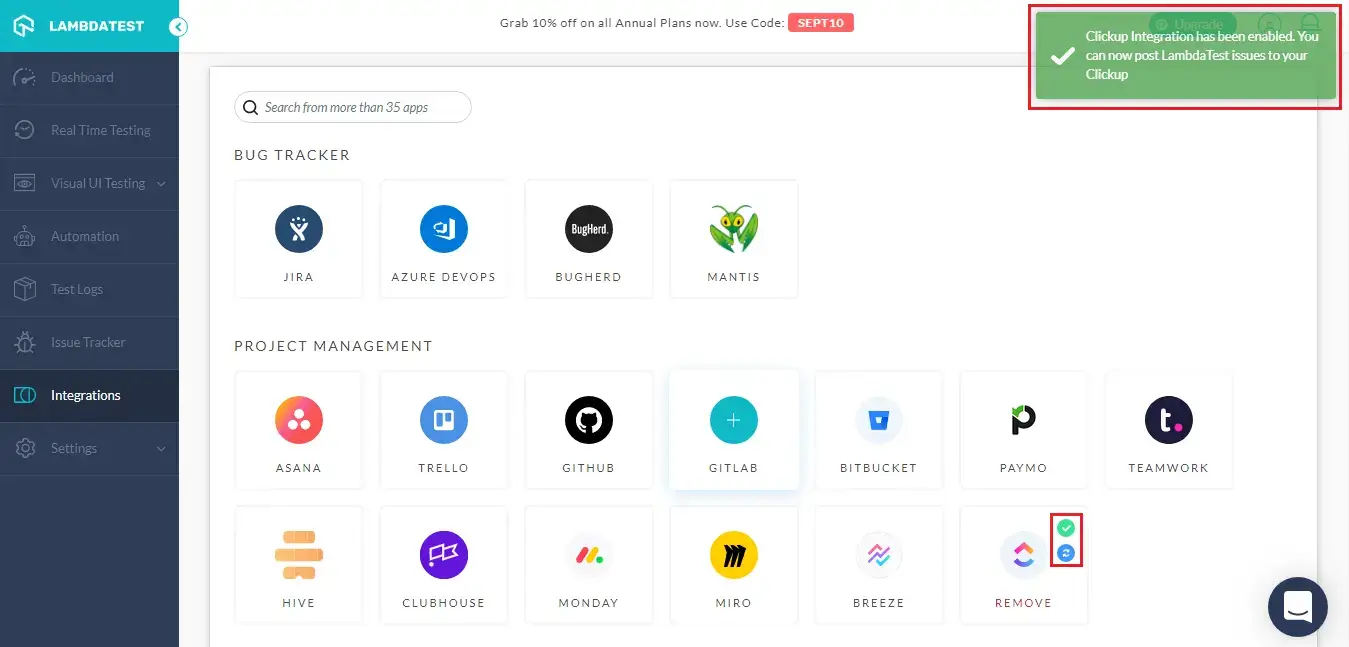 LAMBDATEST
Grab 10% off on all Annual Plans now. Use Code: SEPT10
Upgrade
Clickup Integration has been enabled. You
can now post LambdaTest issues to your
Clickup
Dashboard
Real Time Testing
Visual UI Testing
Automation
Test Logs
Issue Tracker
Integrations
Settings
Search from more than 35 apps
BUG TRACKER
BugHerd.
JIRA
AZURE DEVOPS
BUGHERD
MANTIS
PROJECT MANAGEMENT
t.
ASANA
TRELLO
GITHUB
GITLAB
BITBUCKET
PAYMO
TEAMWORK
HIVE
CLUBHOUSE
MONDAY
MIRO
BREEZE
REMOVE